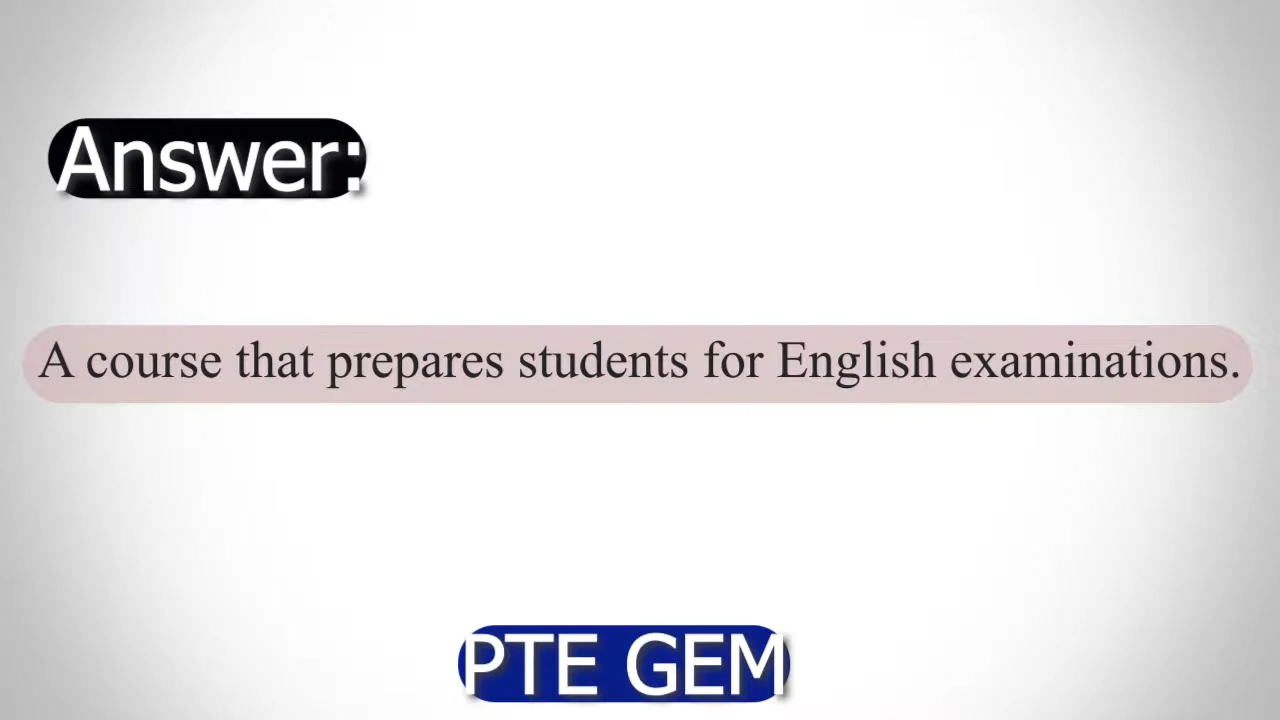 Answer:
A course that prepares students for English examinations.
PTE GEM